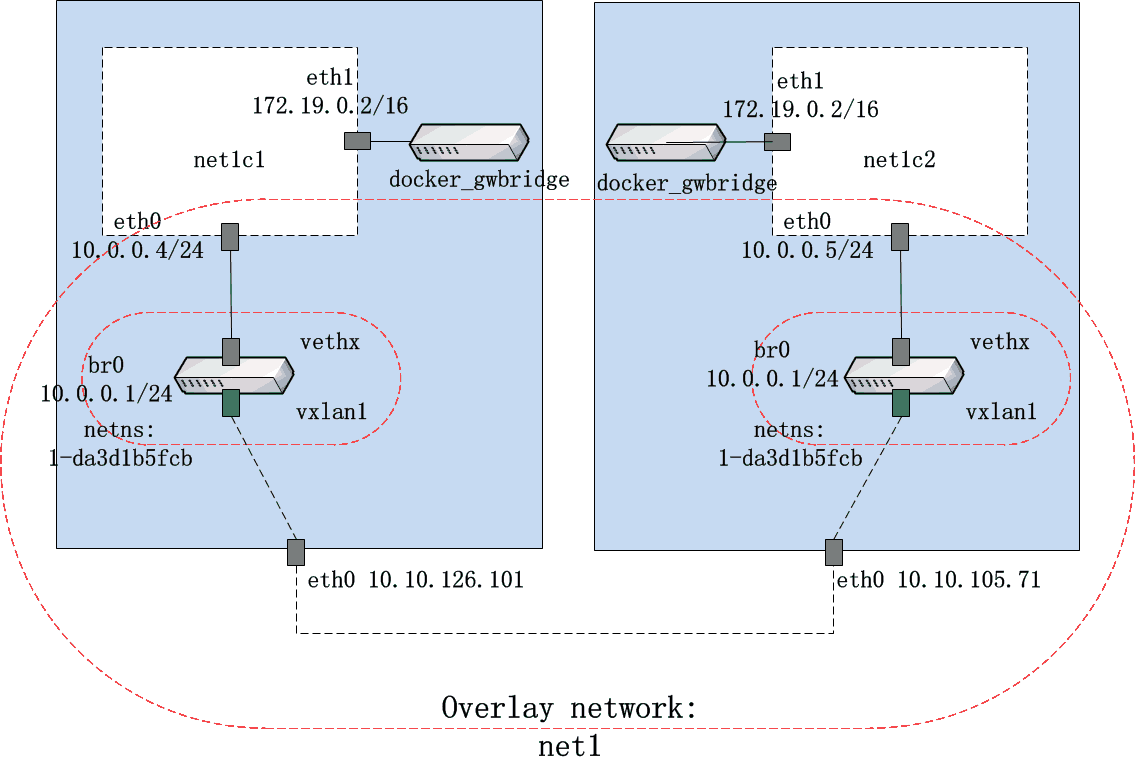 eth1
172.19.0.2/16
net1c1
docker_gwbridge
eth0
10.0.0.4/24
vethx
br0
10.0.0.1/24
vxlan1
netns:
1-da3d1b5fcb
eth0 10.10.126.101
eth1
172.19.0.2/16
net1c2
docker_gwbridge
eth0
10.0.0.5/24
vethx
br0
10.0.0.1/24
vxlan1
netns:
1-da3d1b5fcb
eth0 10.10.105.71
Overlay network:
net1